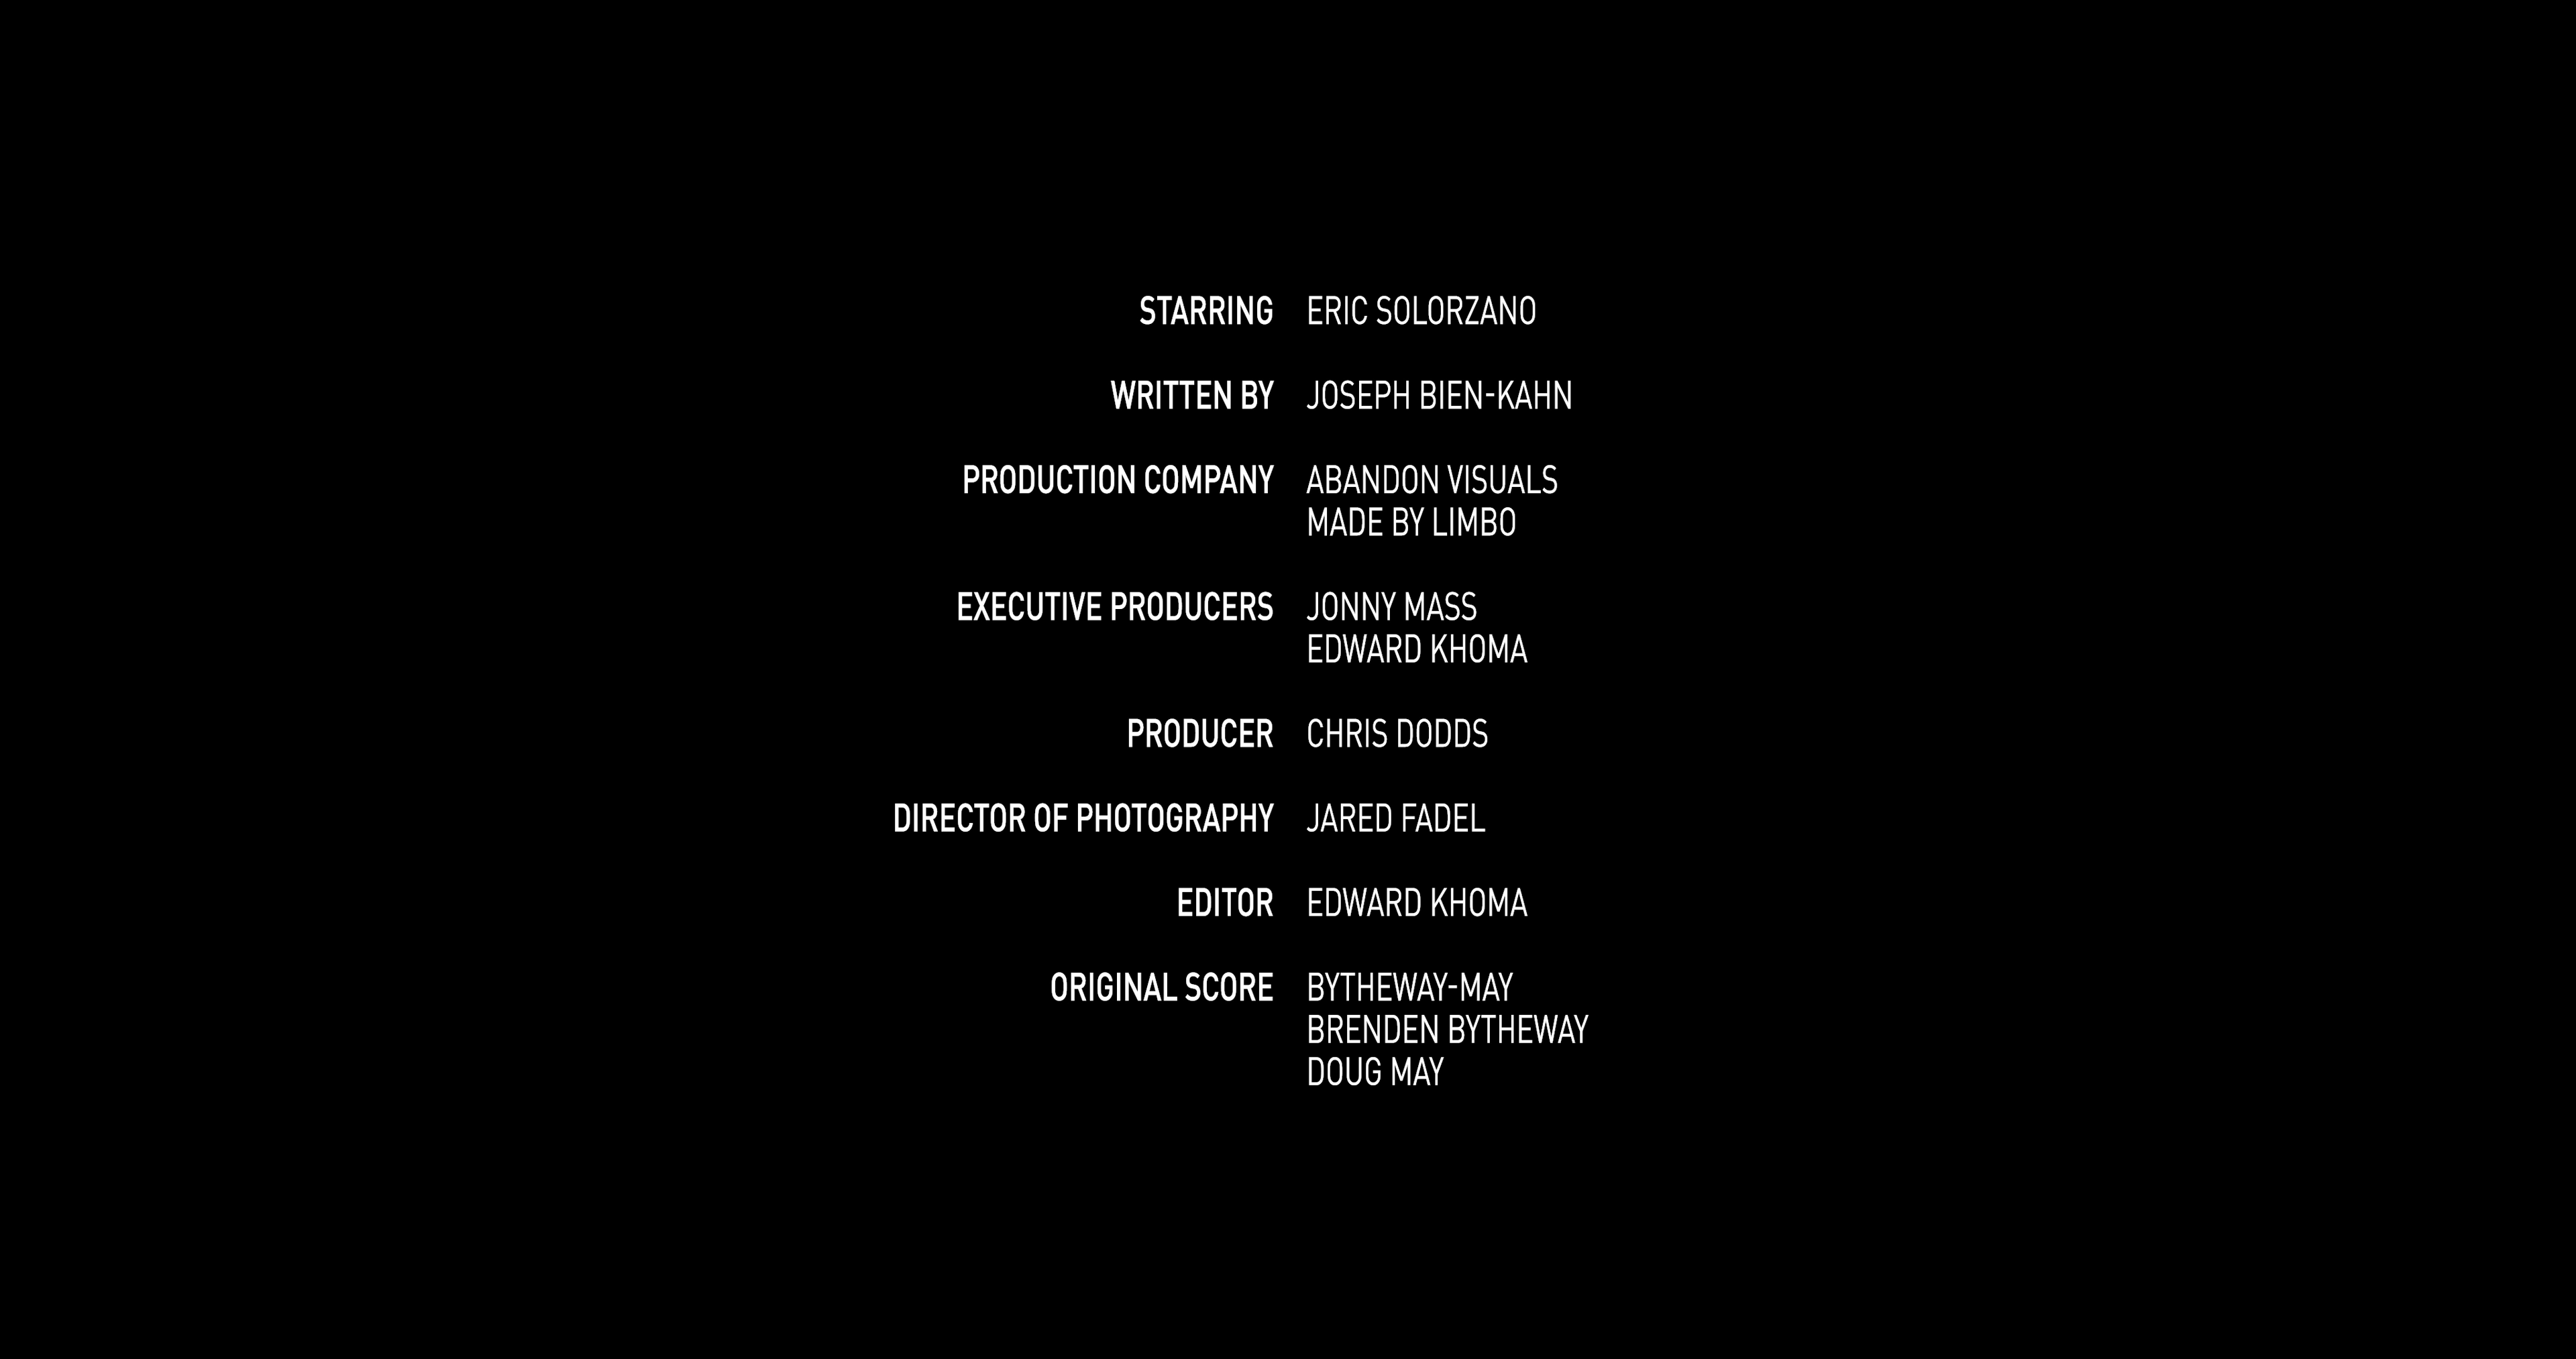 STARRING ERIC SOLORZANO
WRITTEN BY JOSEPH BIEN-KAHN
PRODUCTION COMPANY ABANDON VISUALS
MADE BY LIMBO
EXECUTIVE PRODUCERS JONNY MASS
EDWARD KHOMA
PRODUCER CHRIS DODDS
DIRECTOR OF PHOTOGRAPHY JARED FADEL
EDITOR EDWARD KHOMA
ORIGINAL SCORE BYTHEWAY-MAY
BRENDEN BYTHEWAY
DOUG MAY